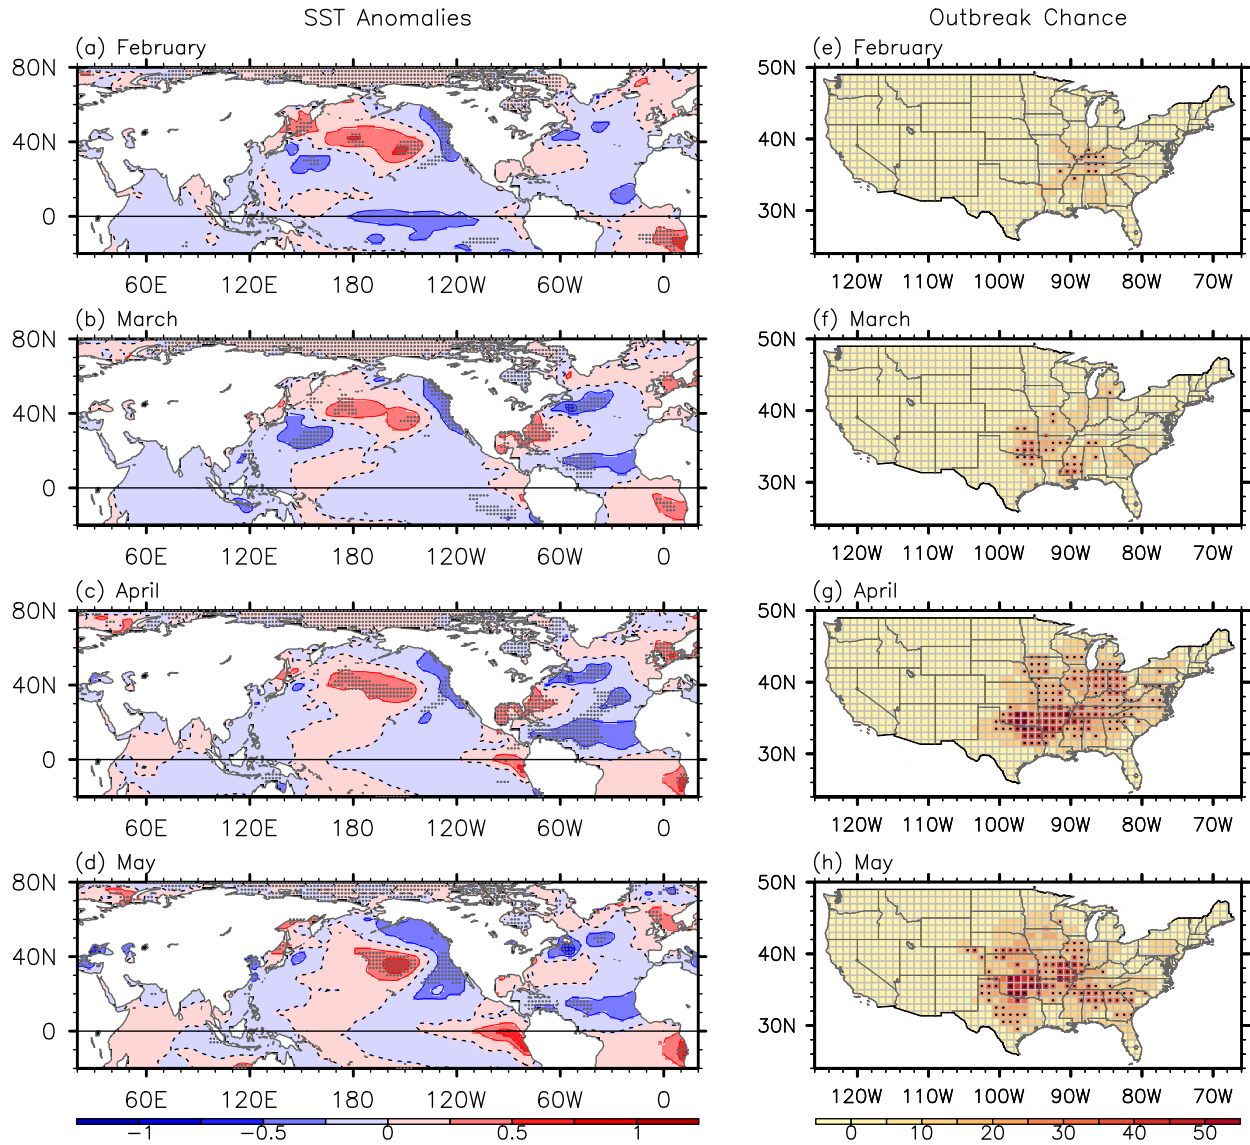 SST Anomalies
Outbreak Chance
(a) February
(e) February
80N
40N
0
60E 120E 180 120W 60W 0
50N
40N
30N
120W 110W 100W 90W 80W 70W
(b) March
(f) March
80N
40N
0
60E 120E 180 120W 60W 0
50N
40N
30N
120W 110W 100W 90W 80W 70W
(c) April
(g) April
80N
40N
0
60E 120E 180 120W 60W 0
50N
40N
30N
120W 110W 100W 90W 80W 70W
(d) May
(h) May
80N
40N
0
60E 120E 180 120W 60W 0
50N
40N
30N
120W 110W 100W 90W 80W 70W
-1 -0.5 0 0.5 1
0 10 20 30 40 50